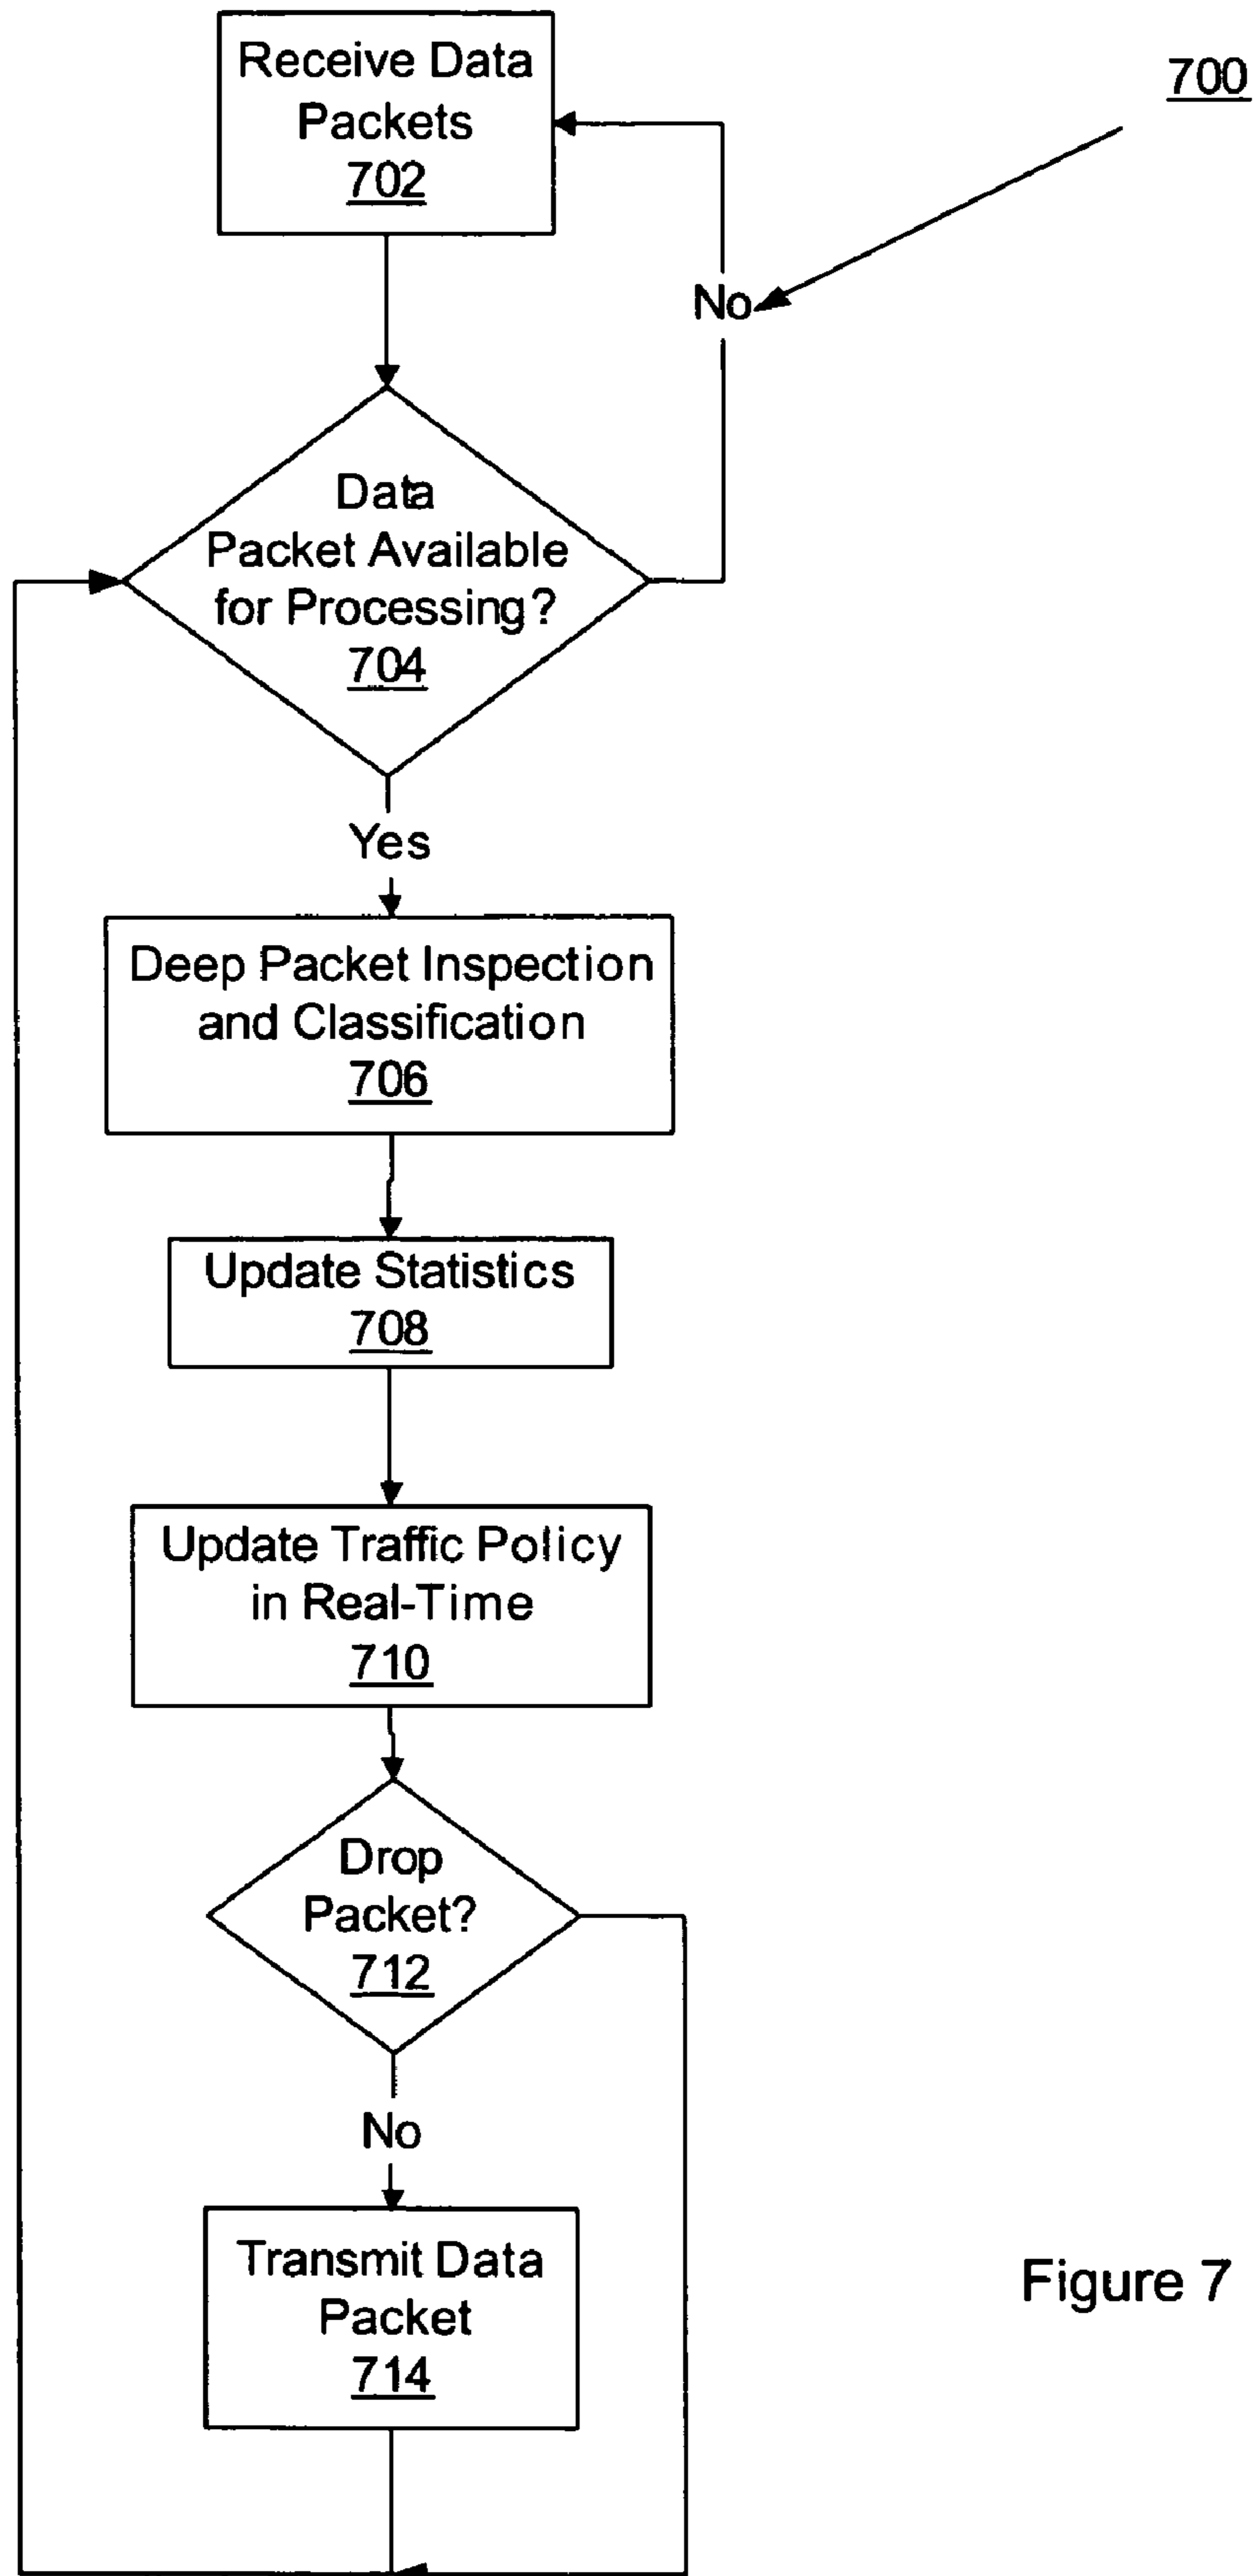 Receive Data
Packets
702
700
No
Data
Packet Available
for Processing?
704
Yes
Deep Packet Inspection
and Classification
706
Update Statistics
708
Update Traffic Policy
in Real-Time
710
Drop
Packet?
712
No
Transmit Data
Packet
714
Figure 7